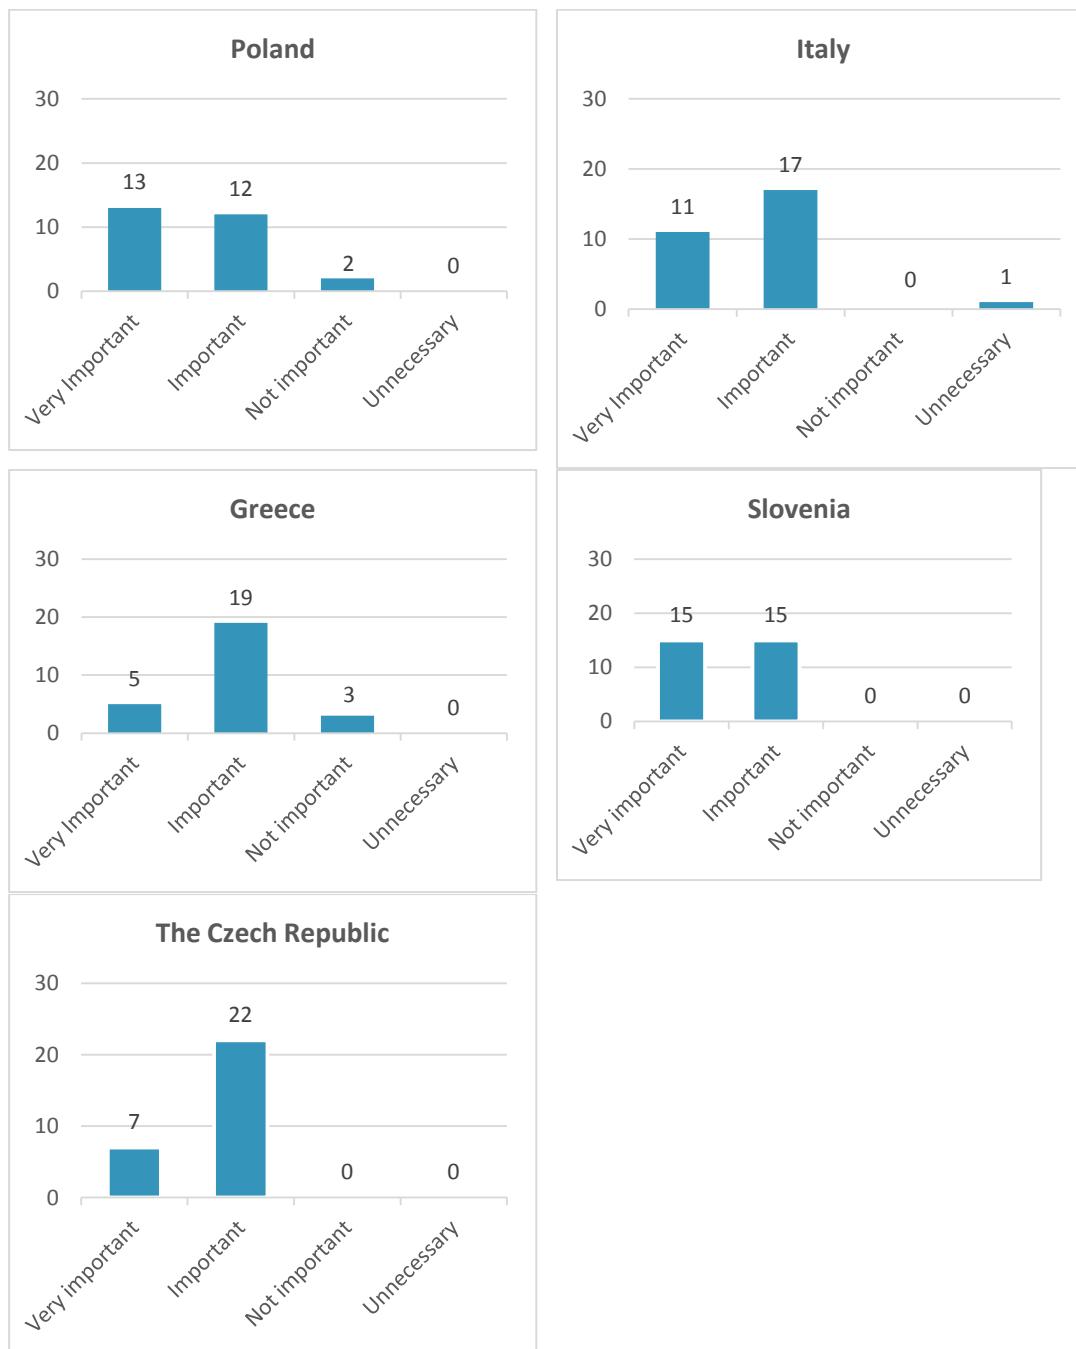 Poland
30
20
10
0
13
12
2
0
Very Important
Important
Not important
Unnecessary
Italy
30
20
10
0
11
17
0
1
Very Important
Important
Not important
Unnecessary
Greece
30
20
10
0
5
19
3
0
Very Important
Important
Not important
Unnecessary
Slovenia
30
20
10
0
15
15
0
0
Very important
Important
Not important
Unnecessary
The Czech Republic
30
20
10
0
7
22
0
0
Very important
Important
Not important
Unnecessary